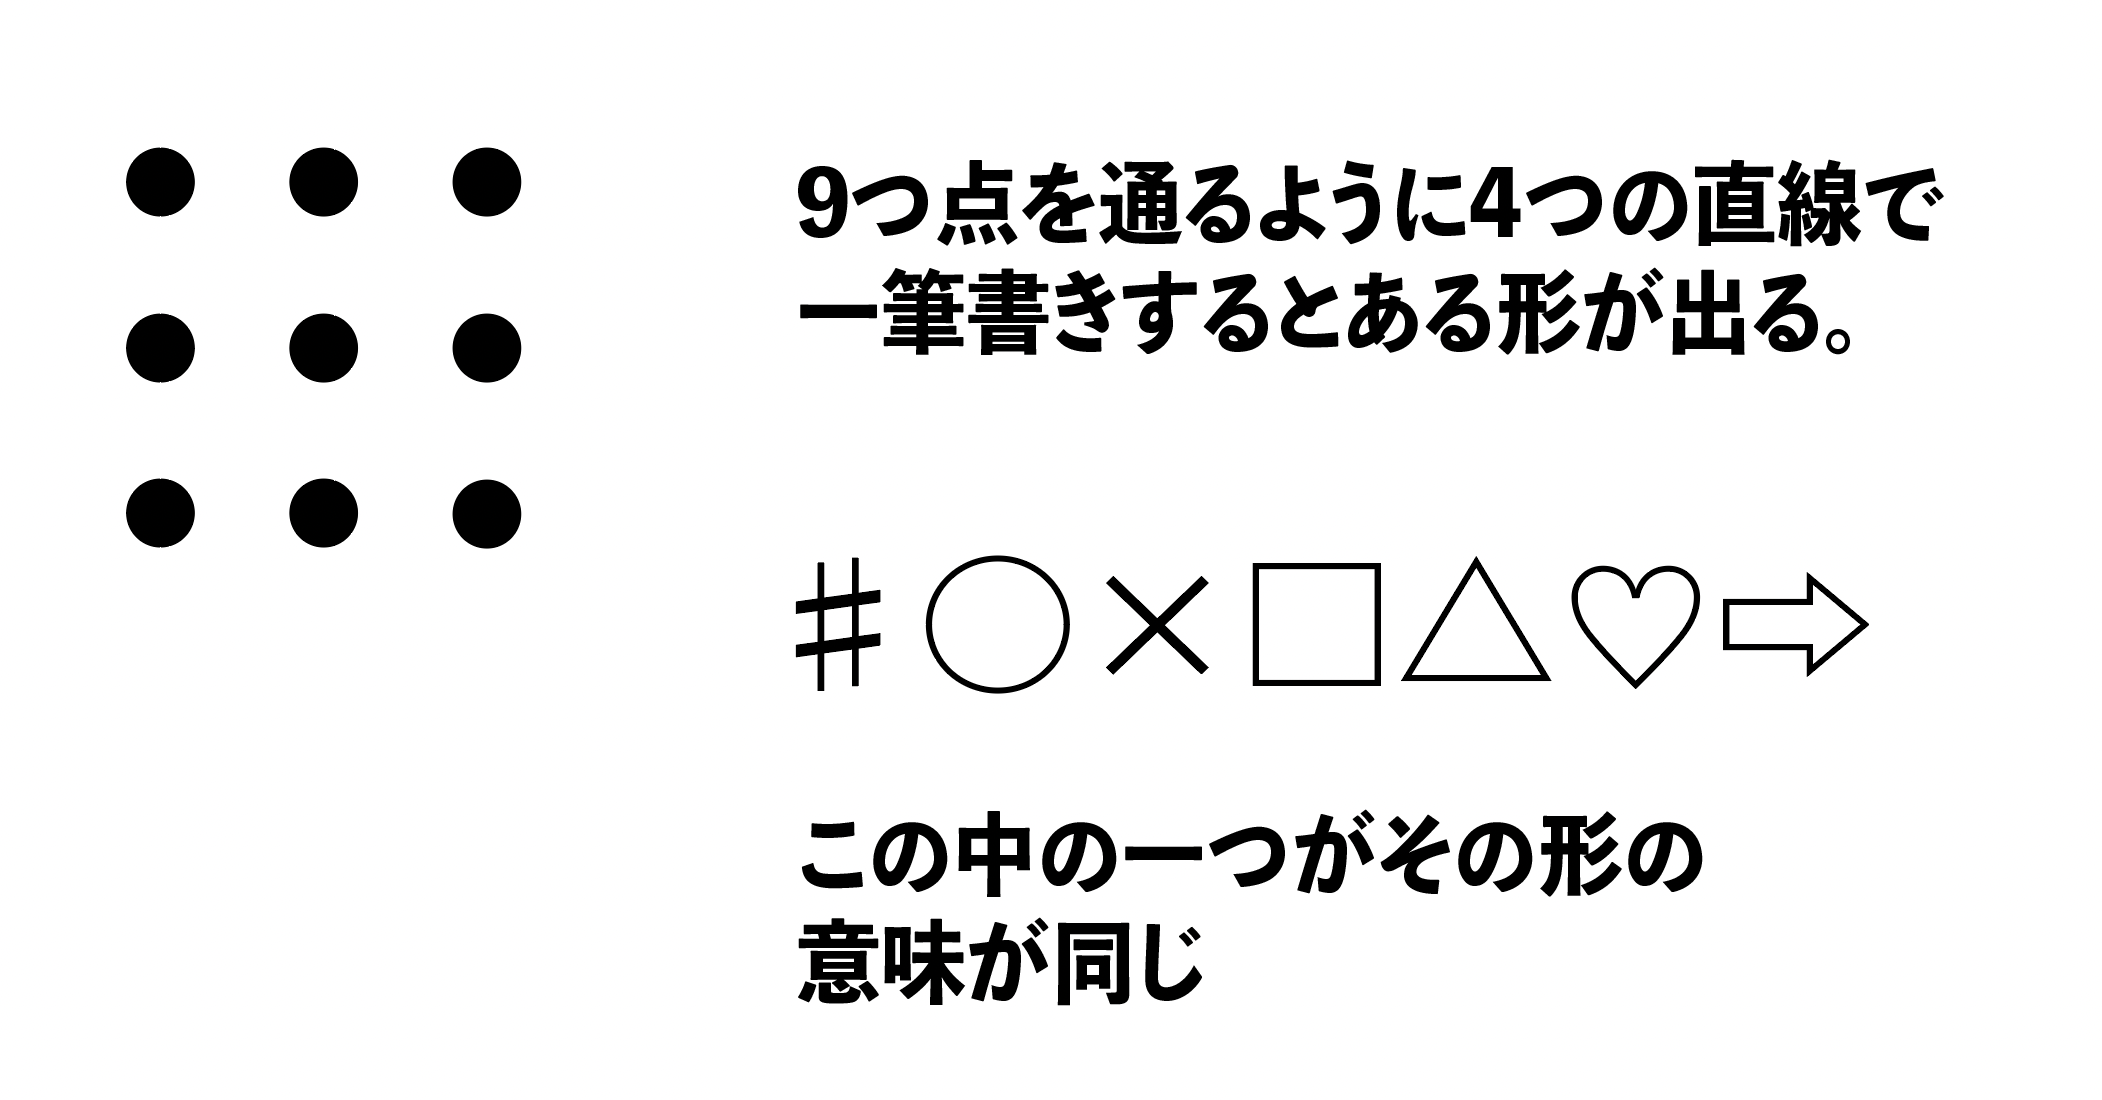 9つ点を通るように4つの直線で
一筆書きするとある形が出る。
♯○×□△♡⇨
この中の一つがその形の
意味が同じ